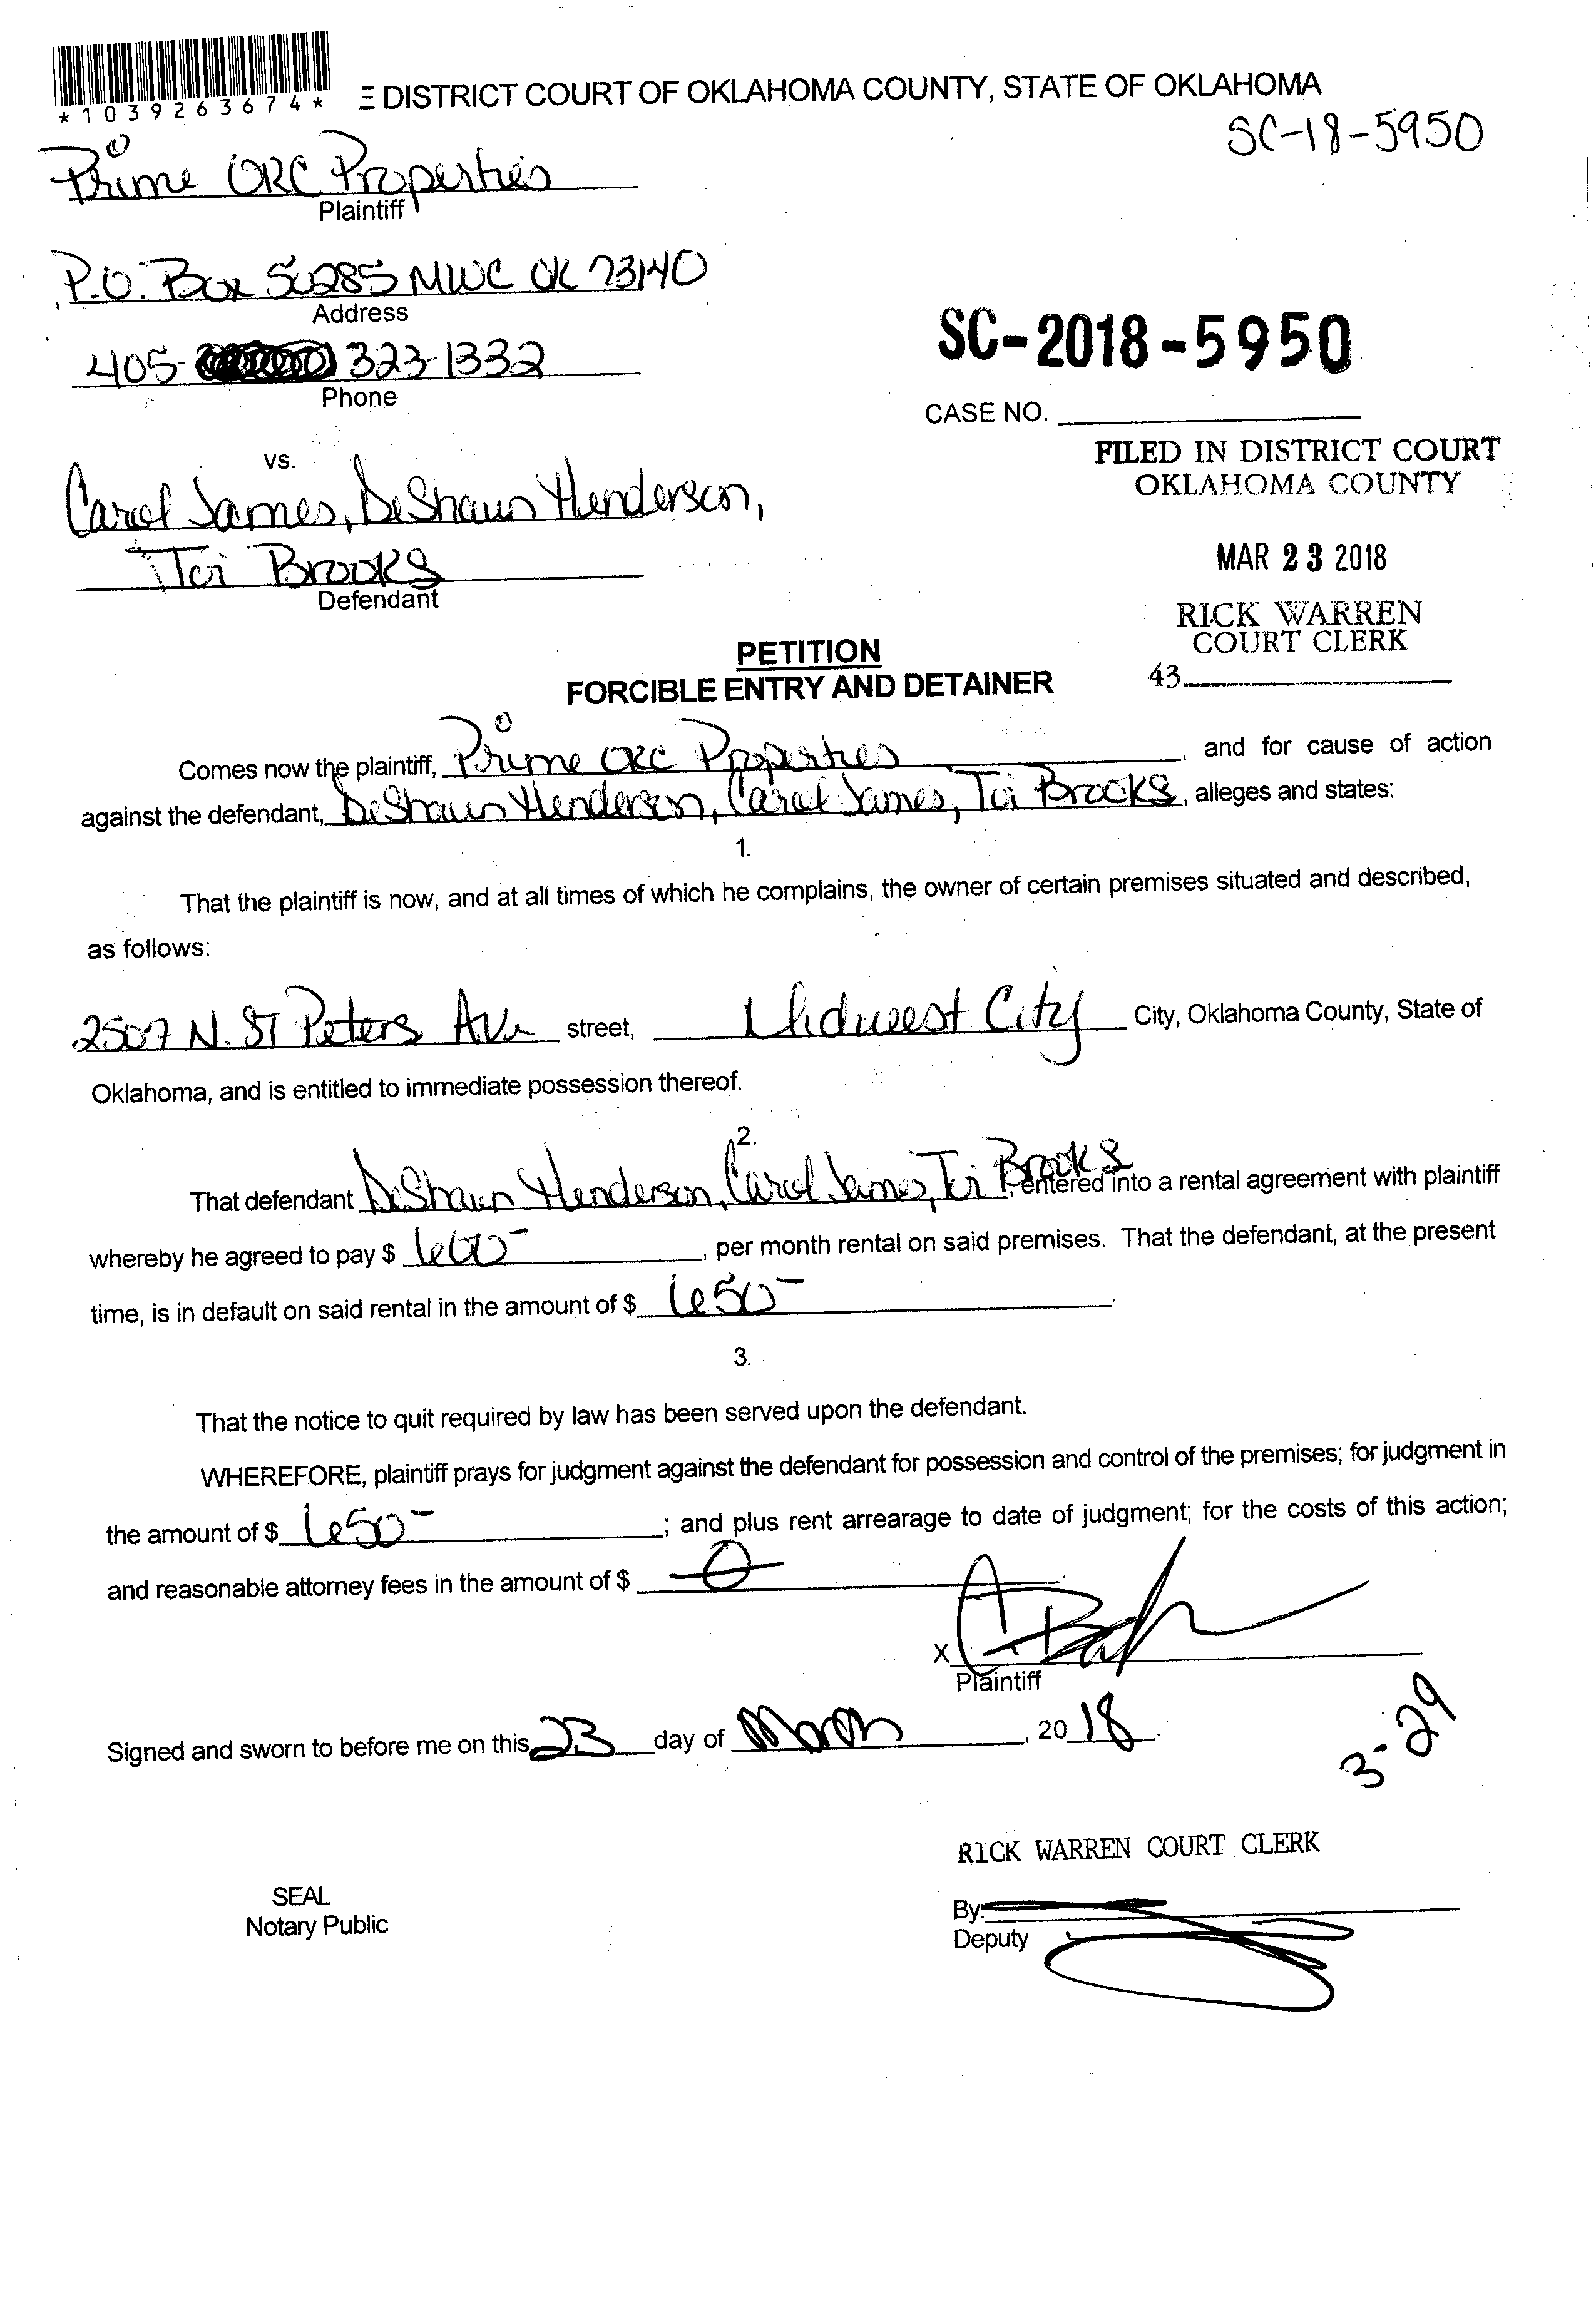 *1039263674*
E DISTRICT COURT OF OKLAHOMA COUNTY, STATE OF OKLAHOMA
SC-18-5950
Prime OKC Properties
Plaintiff
P.O. Box 50285 MWC OK 73140
Address
405- 323-1332
Phone
SC-2018-5950
CASE NO.
FILED IN DISTRICT COURT
OKLAHOMA COUNTY
vs.
Carol James, DeShaun Henderson,
Tei Brooks
Defendant
MAR 23 2018
RICK WARREN
COURT CLERK
43
PETITION
FORCIBLE ENTRY AND DETAINER
Comes now the plaintiff, Prime OKC Properties, and for cause of action
against the defendant, DeShaun Henderson, Carol James, Tei Brooks, alleges and states:
1.
That the plaintiff is now, and at all times of which he complains, the owner of certain premises situated and described,
as follows:
2507 N. ST Peters Ave street, Midwest City City, Oklahoma County, State of
Oklahoma, and is entitled to immediate possession thereof.
2.
That defendant DeShaun Henderson, Carol James, Tei Brooks, entered into a rental agreement with plaintiff
whereby he agreed to pay $ 600-, per month rental on said premises. That the defendant, at the present
time, is in default on said rental in the amount of $ 650-.
3.
That the notice to quit required by law has been served upon the defendant.
WHEREFORE, plaintiff prays for judgment against the defendant for possession and control of the premises; for judgment in
the amount of $ 650-; and plus rent arrearage to date of judgment; for the costs of this action;
and reasonable attorney fees in the amount of $ 0.
X
Plaintiff
Signed and sworn to before me on this 23 day of March, 2018.
3-29
RICK WARREN COURT CLERK
SEAL
Notary Public
By:
Deputy